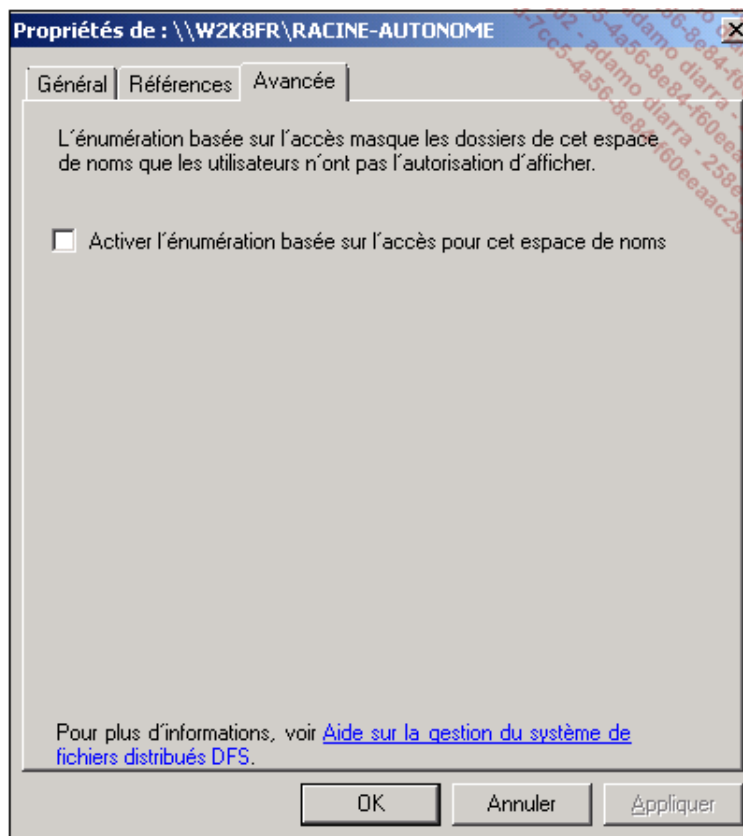 Propriétés de : \\W2K8FR\RACINE-AUTONOME
Général
Références
Avancée
L'énumération basée sur l'accès masque les dossiers de cet espace
de noms que les utilisateurs n'ont pas l'autorisation d'afficher.
Activer l'énumération basée sur l'accès pour cet espace de noms
Pour plus d'informations, voir Aide sur la gestion du système de
fichiers distribués DFS.
OK
Annuler
Appliquer